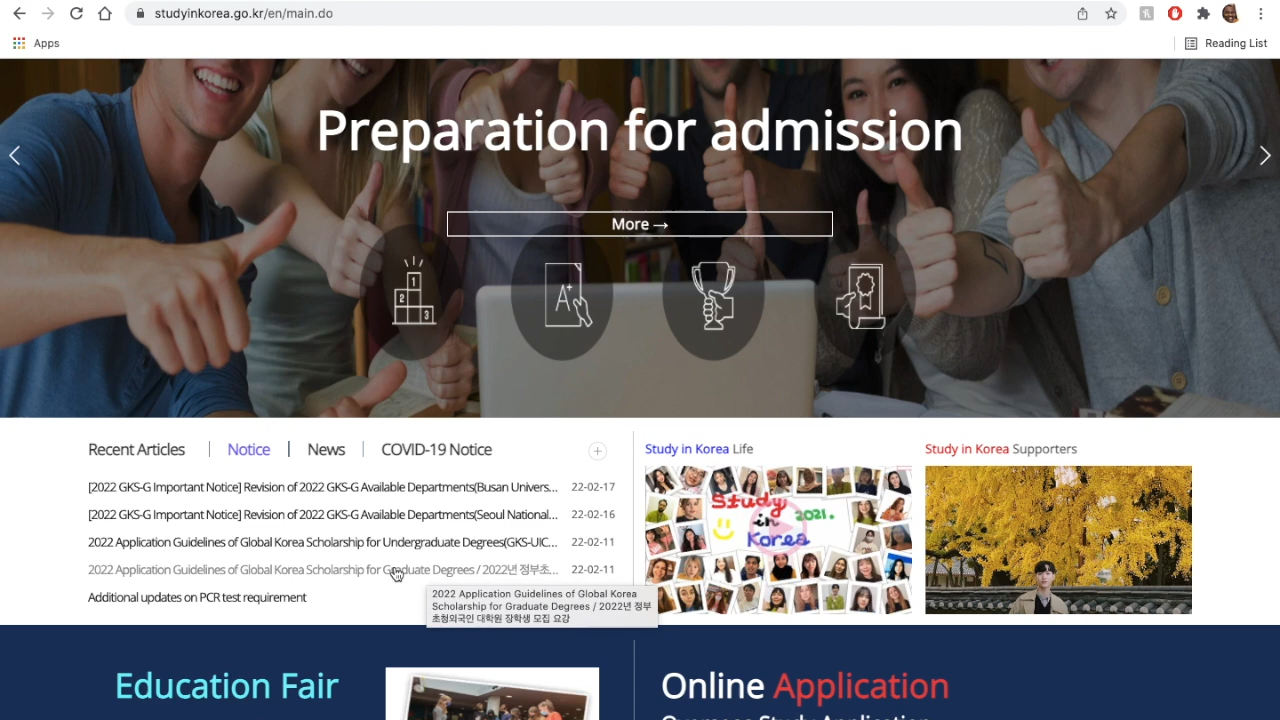 studyinkorea.go.kr/en/main.do
Apps
Reading List
Preparation for admission
More →
1
2
3
A+
Recent Articles
Notice
News
COVID-19 Notice
[2022 GKS-G Important Notice] Revision of 2022 GKS-G Available Departments(Busan Univers... 22-02-17
[2022 GKS-G Important Notice] Revision of 2022 GKS-G Available Departments(Seoul National... 22-02-16
2022 Application Guidelines of Global Korea Scholarship for Undergraduate Degrees(GKS-UIC... 22-02-11
2022 Application Guidelines of Global Korea Scholarship for Graduate Degrees / 2022년 정부초... 22-02-11
Additional updates on PCR test requirement
2022 Application Guidelines of Global Korea
Scholarship for Graduate Degrees / 2022년 정부
초청외국인 대학원 장학생 모집 요강
Study in Korea Life
Study
in 2021.
Korea
Study in Korea Supporters
Education Fair
Online Application
Overseas Study Application